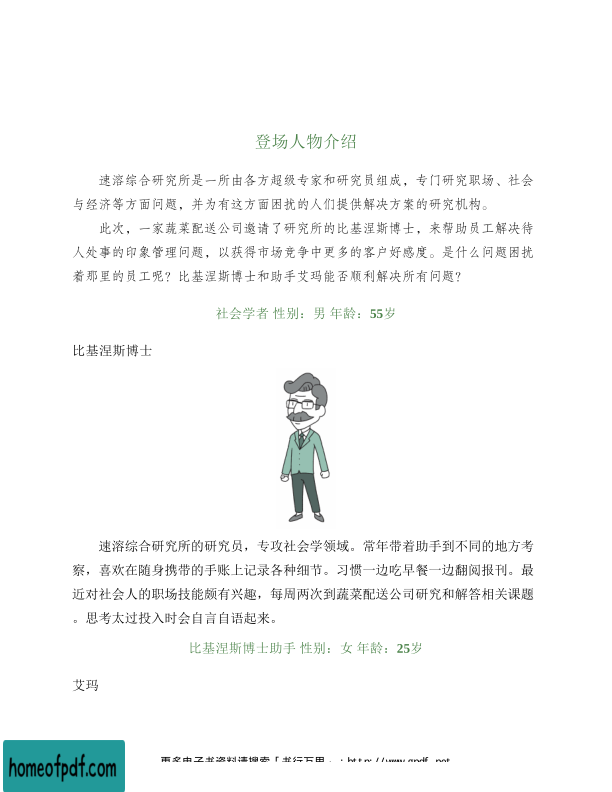 登场人物介绍
速溶综合研究所是一所由各方超级专家和研究员组成，专门研究职场、社会
与经济等方面问题，并为有这方面困扰的人们提供解决方案的研究机构。
此次，一家蔬菜配送公司邀请了研究所的比基涅斯博士，来帮助员工解决待
人处事的印象管理问题，以获得市场竞争中更多的客户好感度。是什么问题困扰
着那里的员工呢？比基涅斯博士和助手艾玛能否顺利解决所有问题？
社会学者 性别：男 年龄：55岁
比基涅斯博士
速溶综合研究所的研究员，专攻社会学领域。常年带着助手到不同的地方考
察，喜欢在随身携带的手账上记录各种细节。习惯一边吃早餐一边翻阅报刊。最
近对社会人的职场技能颇有兴趣，每周两次到蔬菜配送公司研究和解答相关课题
。思考太过投入时会自言自语起来。
比基涅斯博士助手 性别：女 年龄：25岁
艾玛
更多电子书资料请搜索「书行万里」：http://www.gpdf.net
homeofpdf.com